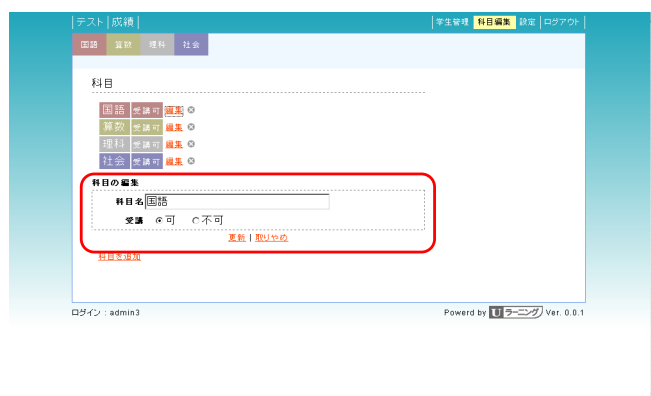 テスト 成績 学生管理 科目編集 設定 ログアウト
国語 算数 理科 社会
科目
国語 受講可 編集
算数 受講可 編集
理科 受講可 編集
社会 受講可 編集
科目の編集
科目名 国語
受講 可 不可
更新 | 取りやめ
科目を追加
ログイン : admin3 Powerd by U ラーニング Ver. 0.0.1